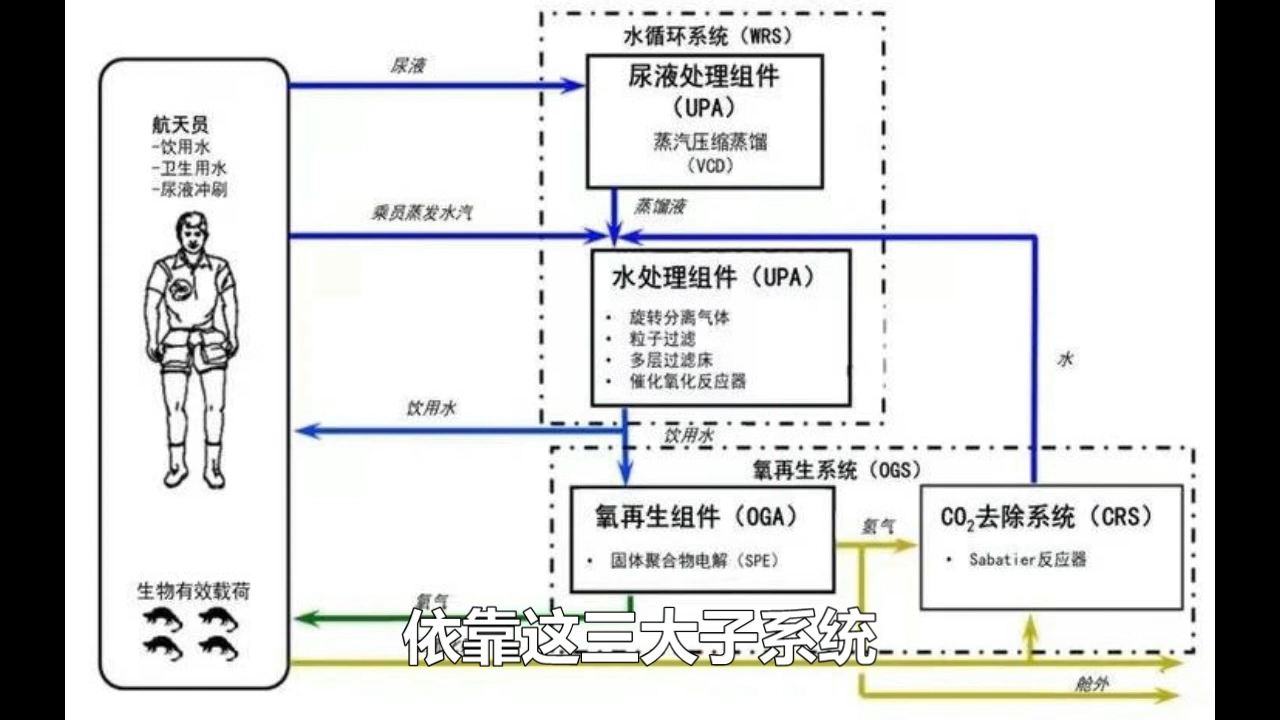 水循环系统（WRS）
尿液
尿液处理组件
（UPA）
蒸汽压缩蒸馏
（VCD）
航天员
-饮用水
-卫生用水
-尿液冲刷
乘员蒸发水汽
蒸馏液
水处理组件（UPA）
• 旋转分离气体
• 粒子过滤
• 多层过滤床
• 催化氧化反应器
水
饮用水
饮用水
氧再生系统（OGS）
氧再生组件（OGA）
• 固体聚合物电解（SPE）
氢气
CO₂去除系统（CRS）
• Sabatier反应器
生物有效载荷
氧气
依靠这三大子系统
舱外